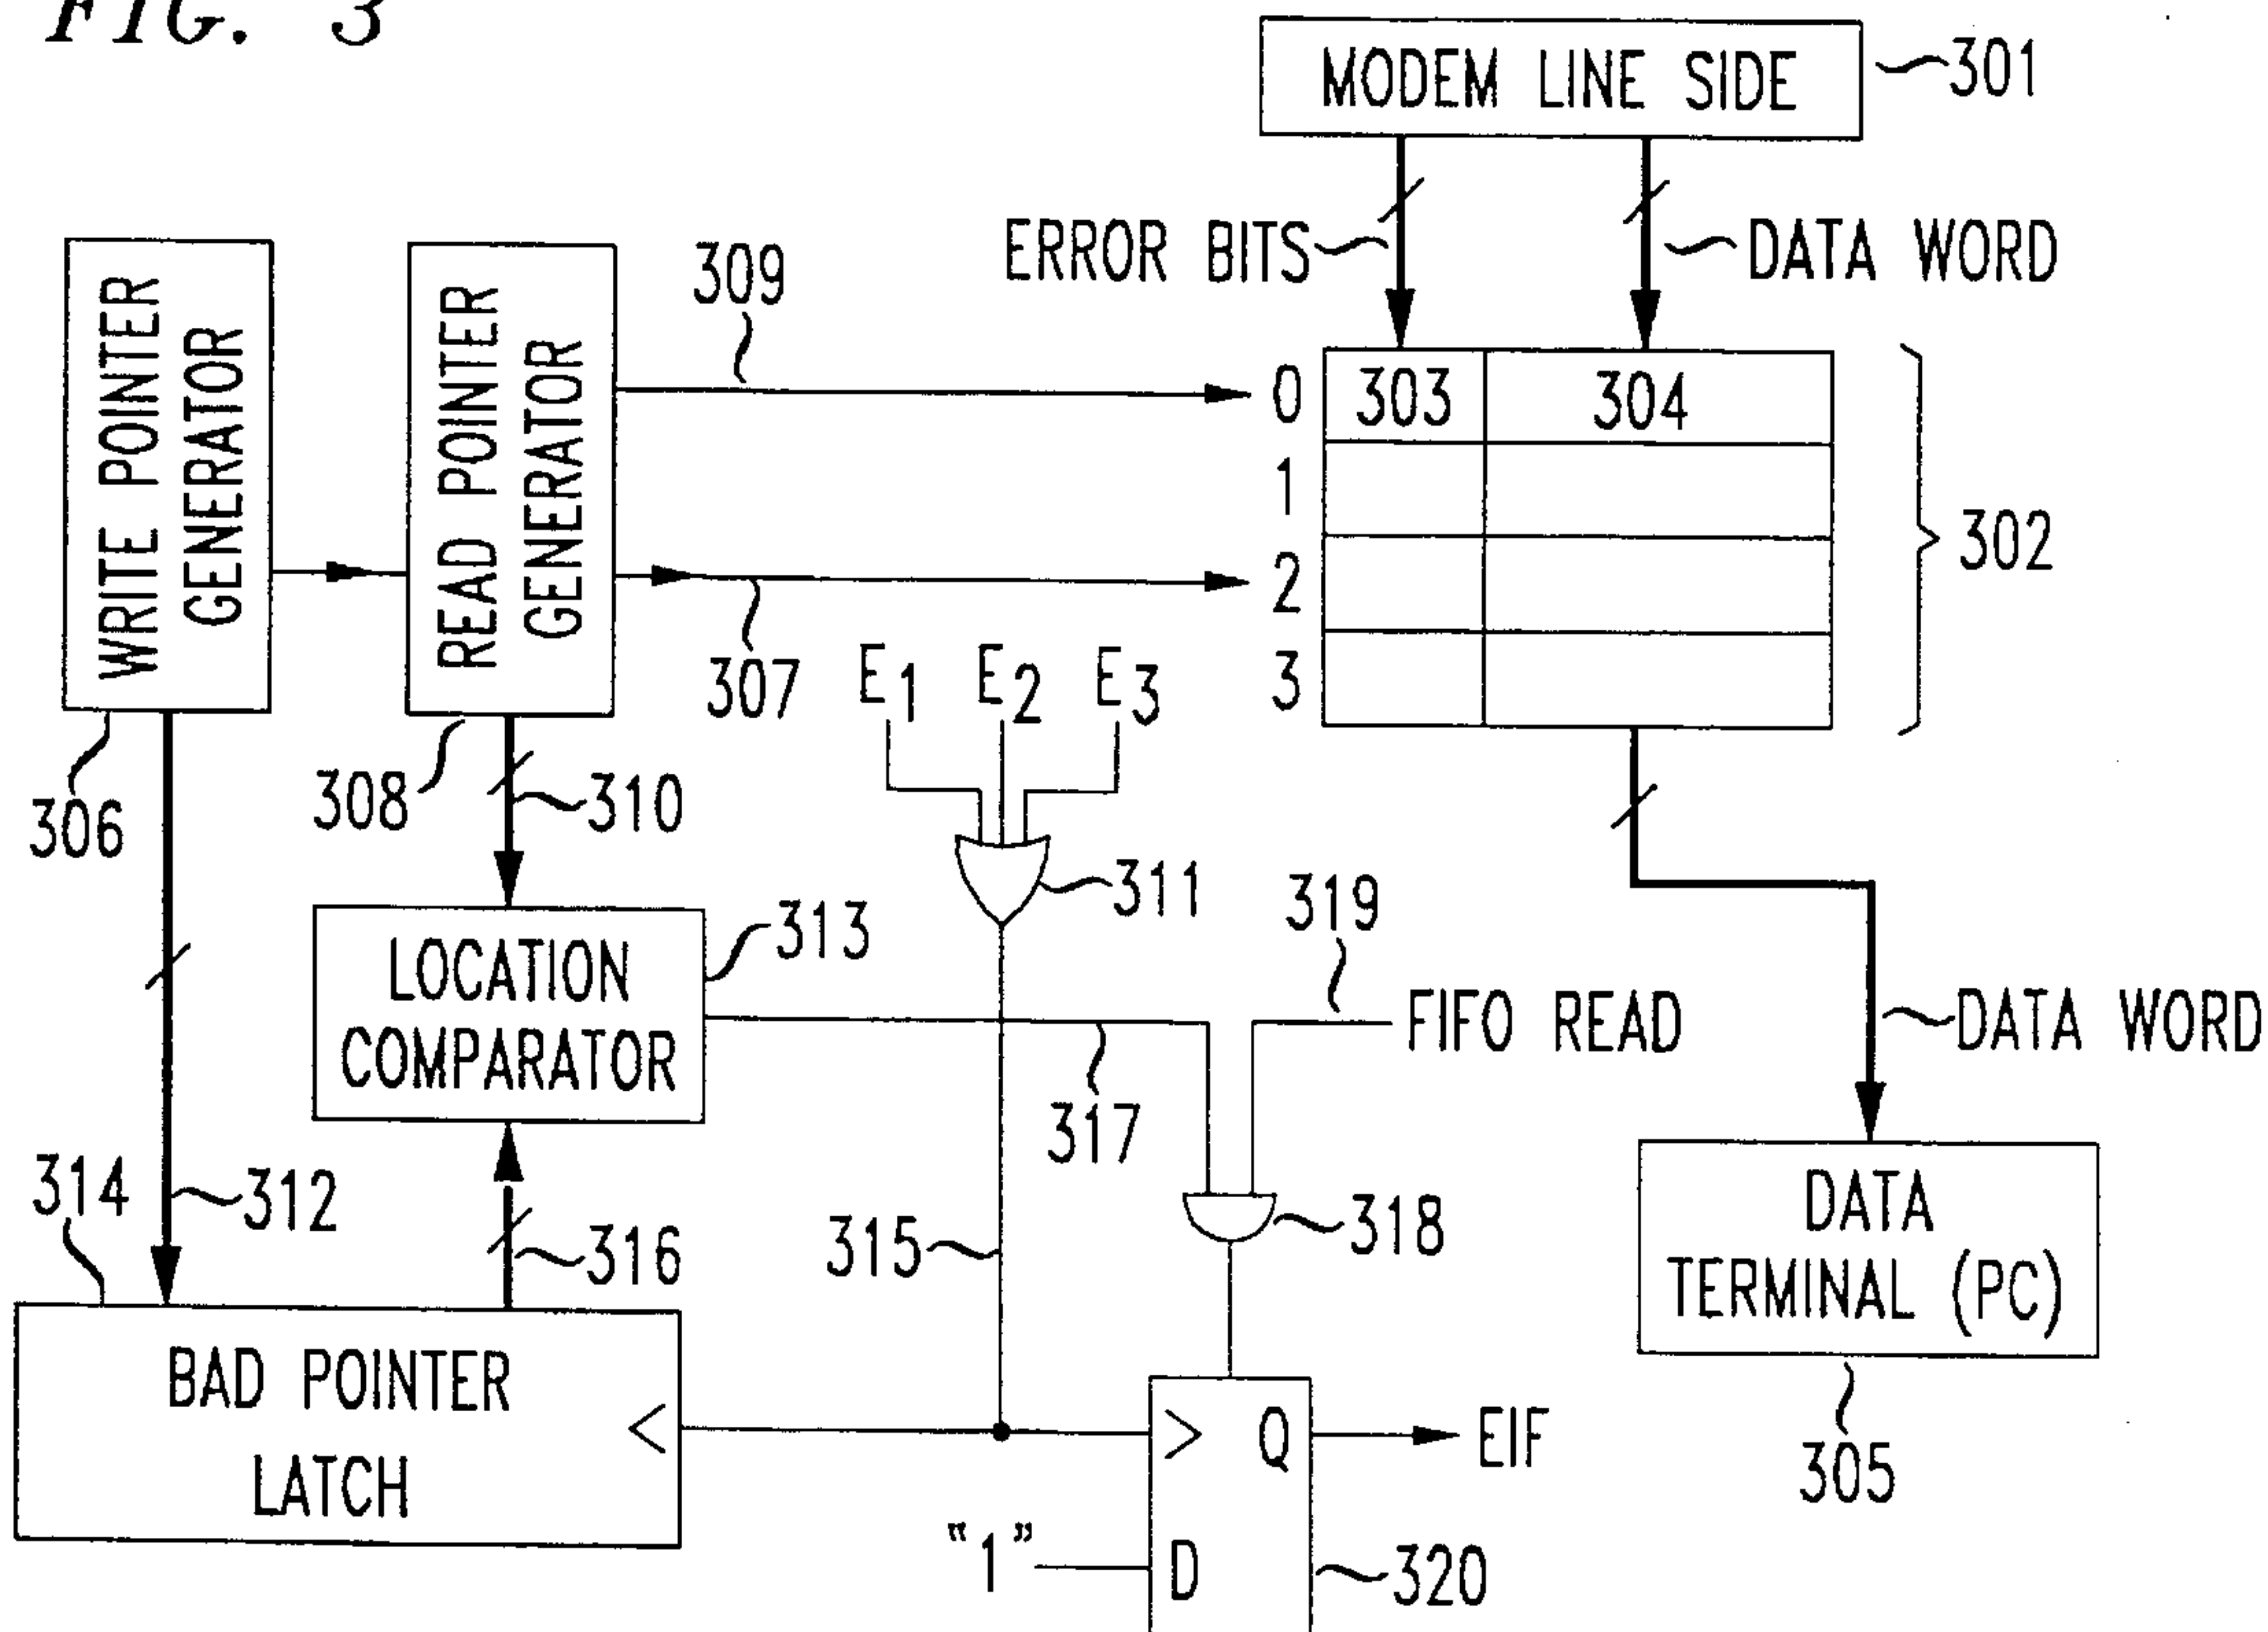 FIG. 3
MODEM LINE SIDE
301
ERROR BITS
DATA WORD
WRITE POINTER
GENERATOR
READ POINTER
GENERATOR
309
0
303
304
1
2
3
302
307
E1
E2
E3
306
308
310
311
LOCATION
COMPARATOR
313
319
FIFO READ
DATA WORD
317
314
312
316
315
318
DATA
TERMINAL (PC)
305
BAD POINTER
LATCH
<
>
Q
EIF
"1"
D
320